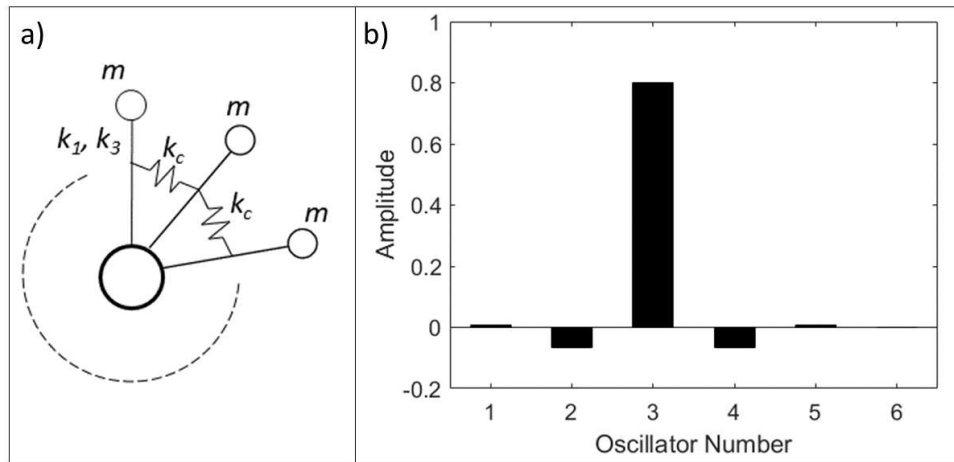 a)
m
m
k1, k3
kc
kc
m
b)
1
0.8
0.6
0.4
0.2
0
-0.2
Amplitude
1 2 3 4 5 6
Oscillator Number